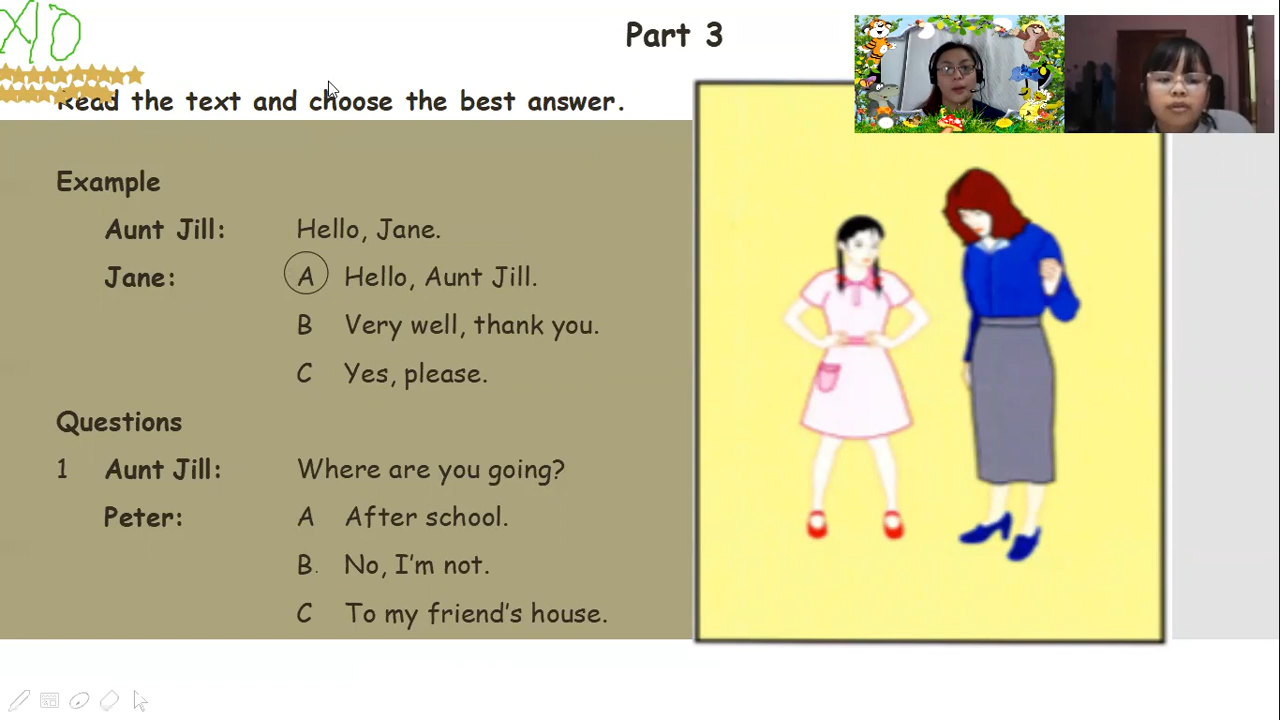 Part 3
Read the text and choose the best answer.
Example
Aunt Jill: Hello, Jane.
Jane: A Hello, Aunt Jill.
B Very well, thank you.
C Yes, please.
Questions
1 Aunt Jill: Where are you going?
Peter: A After school.
B. No, I'm not.
C To my friend's house.